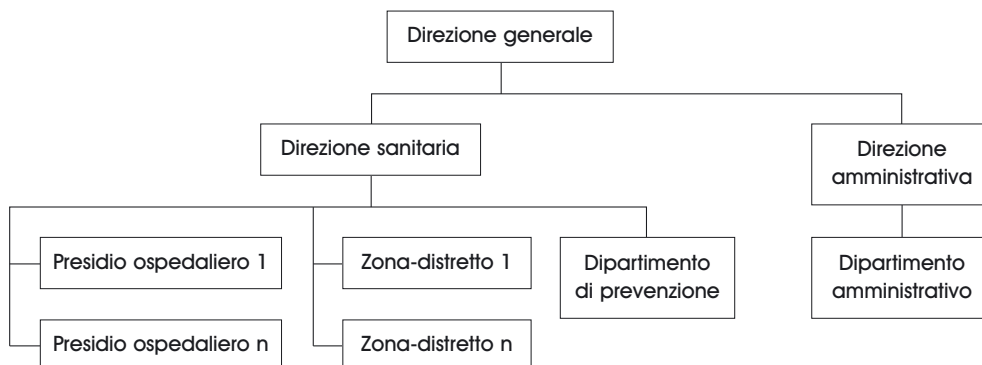 Direzione generale
Direzione sanitaria
Direzione
amministrativa
Presidio ospedaliero 1
Zona-distretto 1
Dipartimento
di prevenzione
Dipartimento
amministrativo
Presidio ospedaliero n
Zona-distretto n